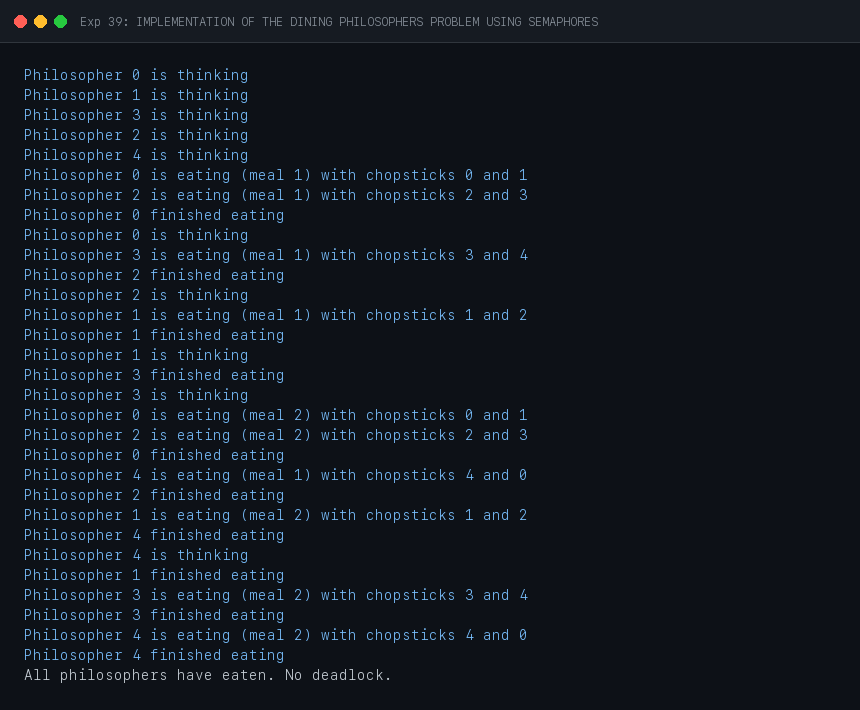 Exp 39: IMPLEMENTATION OF THE DINING PHILOSOPHERS PROBLEM USING SEMAPHORES
Philosopher 0 is thinking
Philosopher 1 is thinking
Philosopher 3 is thinking
Philosopher 2 is thinking
Philosopher 4 is thinking
Philosopher 0 is eating (meal 1) with chopsticks 0 and 1
Philosopher 2 is eating (meal 1) with chopsticks 2 and 3
Philosopher 0 finished eating
Philosopher 0 is thinking
Philosopher 3 is eating (meal 1) with chopsticks 3 and 4
Philosopher 2 finished eating
Philosopher 2 is thinking
Philosopher 1 is eating (meal 1) with chopsticks 1 and 2
Philosopher 1 finished eating
Philosopher 1 is thinking
Philosopher 3 finished eating
Philosopher 3 is thinking
Philosopher 0 is eating (meal 2) with chopsticks 0 and 1
Philosopher 2 is eating (meal 2) with chopsticks 2 and 3
Philosopher 0 finished eating
Philosopher 4 is eating (meal 1) with chopsticks 4 and 0
Philosopher 2 finished eating
Philosopher 1 is eating (meal 2) with chopsticks 1 and 2
Philosopher 4 finished eating
Philosopher 4 is thinking
Philosopher 1 finished eating
Philosopher 3 is eating (meal 2) with chopsticks 3 and 4
Philosopher 3 finished eating
Philosopher 4 is eating (meal 2) with chopsticks 4 and 0
Philosopher 4 finished eating
All philosophers have eaten. No deadlock.